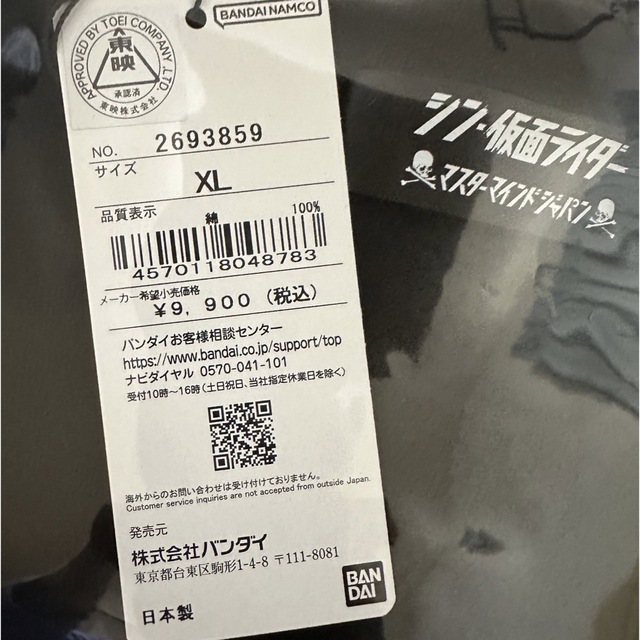 BANDAI NAMCO
APPROVED BY TOEI COMPANY, LTD.
東映
承認済
東映株式会社
NO. 2693859
サイズ
XL
品質表示
綿 100%
4570118048783
メーカー希望小売価格
¥9,900(税込)
バンダイお客様相談センター
https://www.bandai.co.jp/support/top
ナビダイヤル 0570-041-101
受付10時~16時(土日祝日、当社指定休業日を除く)
海外からのお問い合わせは受け付けておりません。
Customer service inquiries are not accepted from outside Japan.
発売元
株式会社バンダイ
東京都台東区駒形1-4-8 〒111-8081
BAN
DAI
日本製
シン・仮面ライダー
マスターマインドジャパン